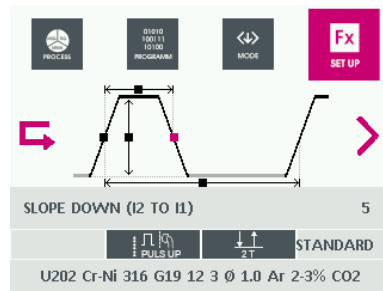 01010
100111
10100
Fx
PROCESS
PROGRAMM
MODE
SET UP
SLOPE DOWN (I2 TO I1) 5
PULS UP
2T
STANDARD
U202 Cr-Ni 316 G19 12 3 Ø 1.0 Ar 2-3% CO2